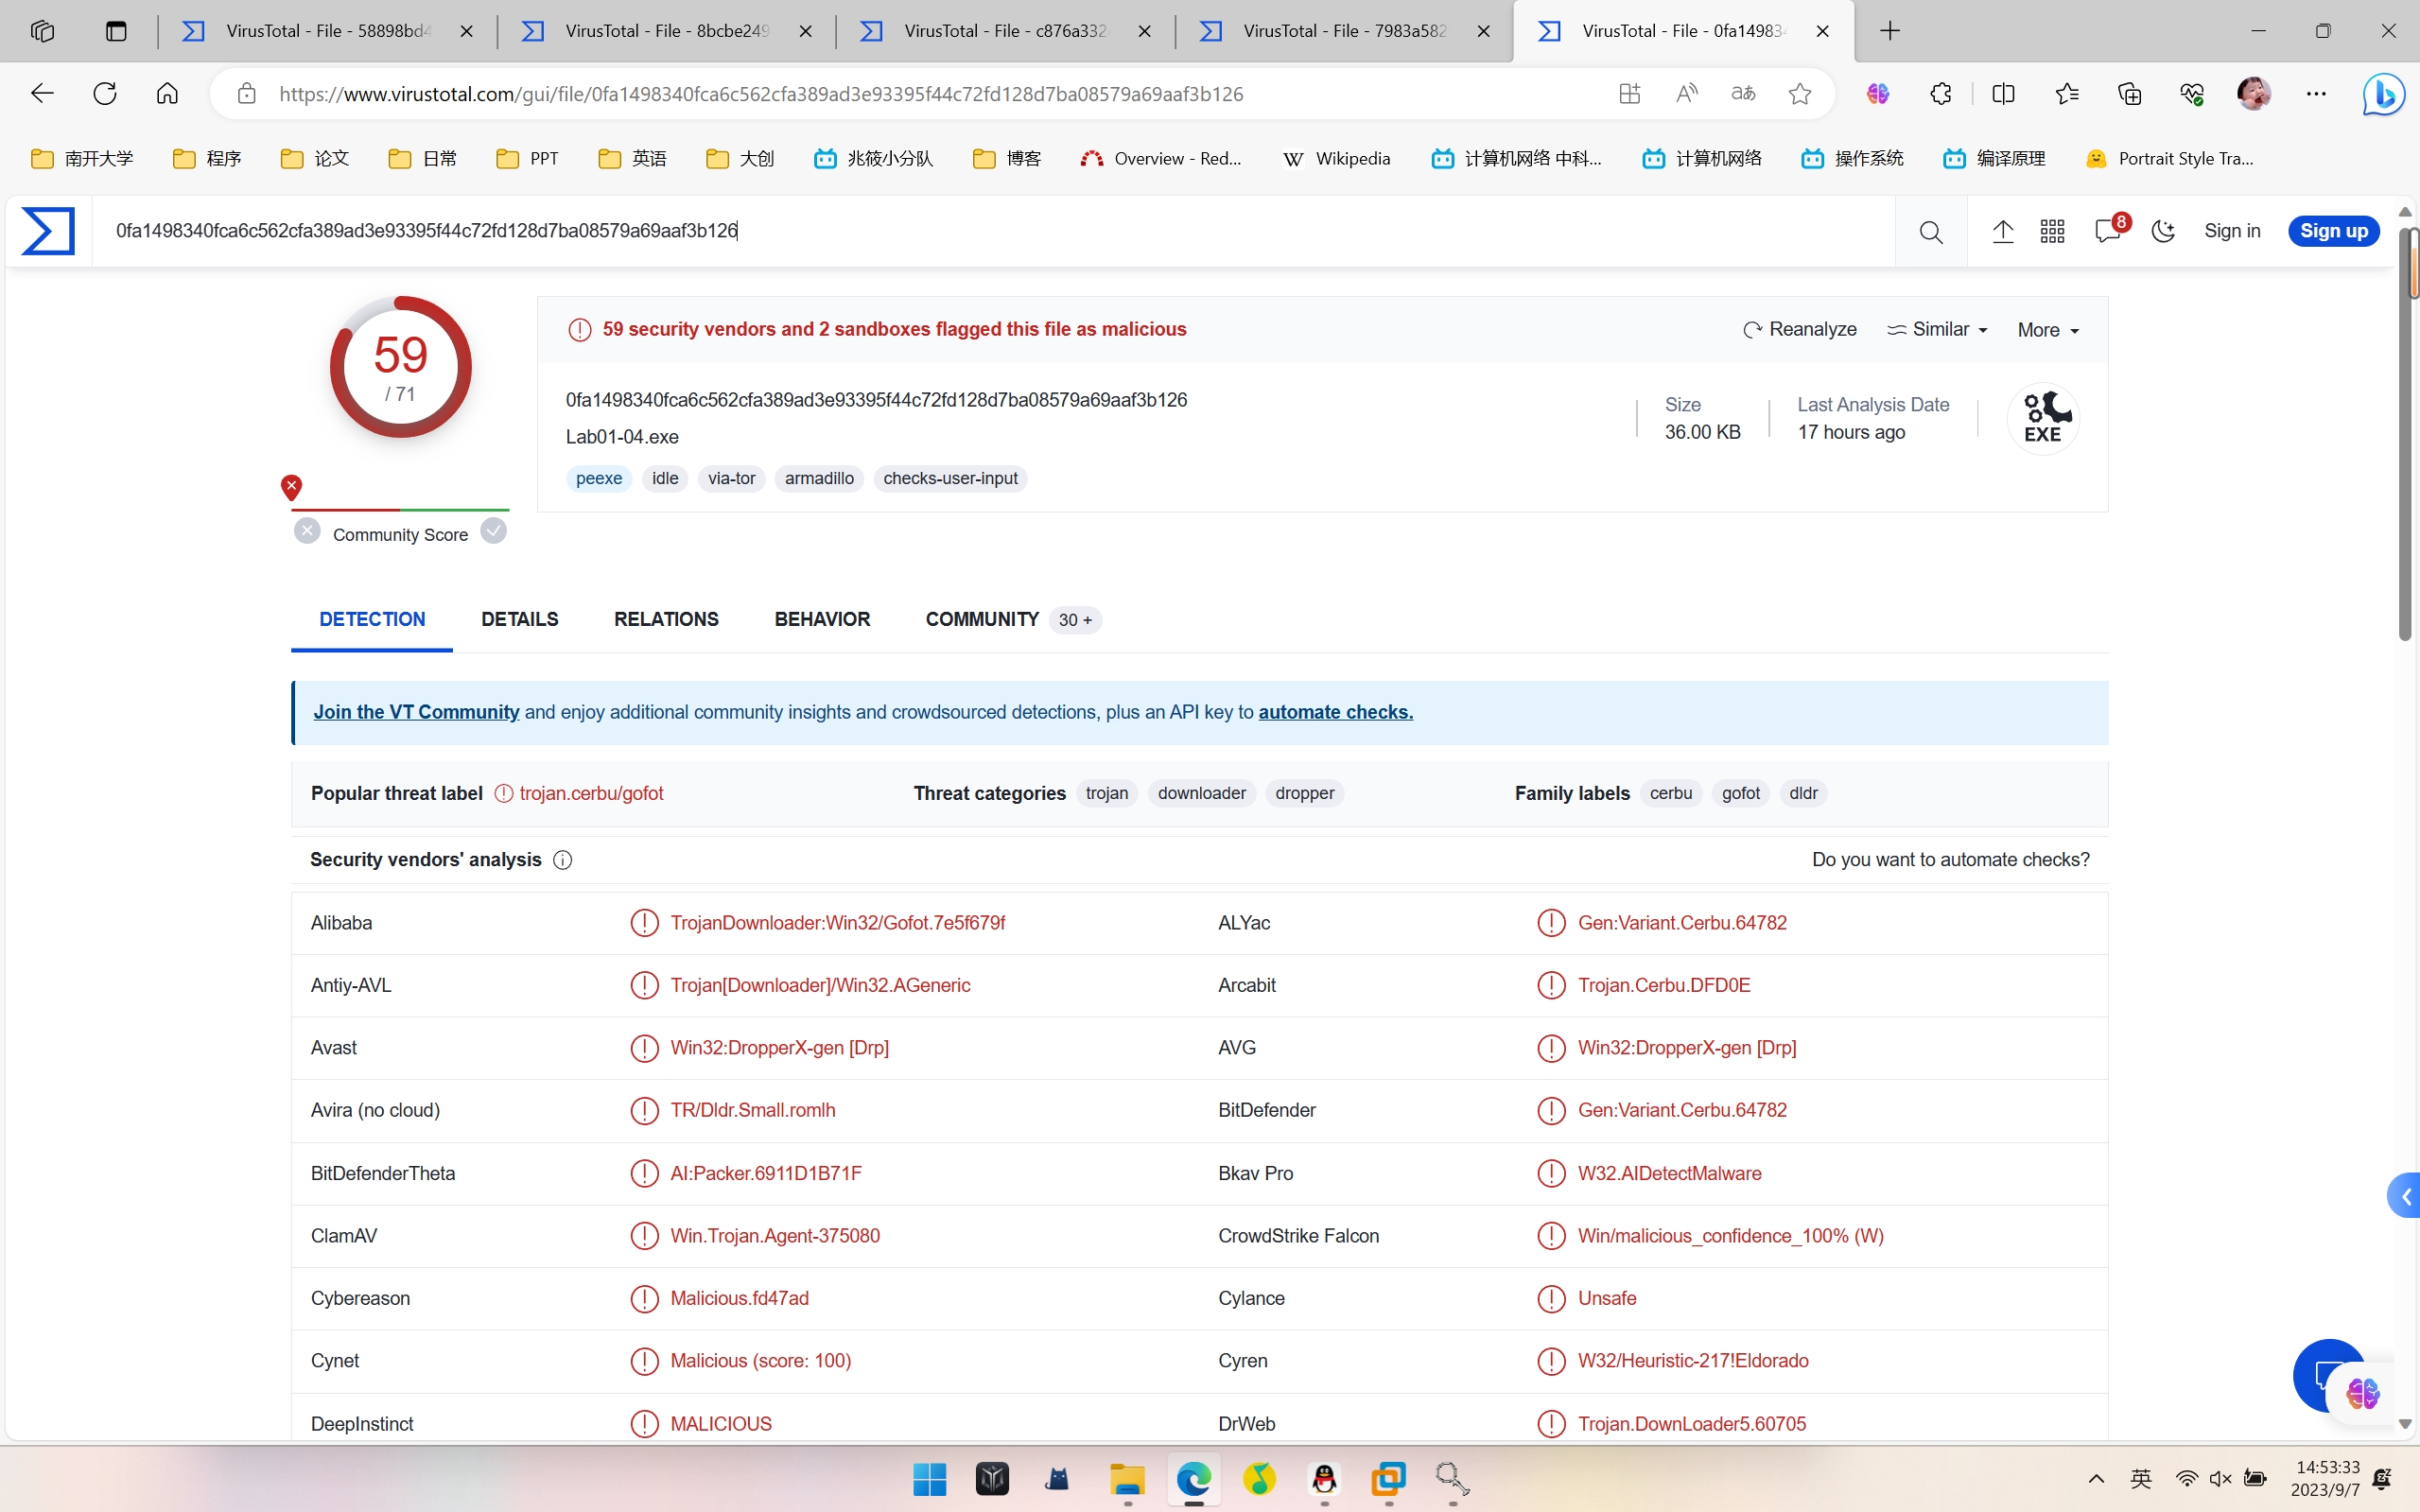 VirusTotal - File - 58898bd4
VirusTotal - File - 8bcbe249
VirusTotal - File - c876a332
VirusTotal - File - 7983a582
VirusTotal - File - 0fa14983
https://www.virustotal.com/gui/file/0fa1498340fca6c562cfa389ad3e93395f44c72fd128d7ba08579a69aaf3b126
南开大学 程序 论文 日常 PPT 英语 大创 兆筱小分队 博客 Overview - Red... Wikipedia 计算机网络 中科... 计算机网络 操作系统 编译原理 Portrait Style Tra...
0fa1498340fca6c562cfa389ad3e93395f44c72fd128d7ba08579a69aaf3b126
8 Sign in Sign up
59
/ 71
Community Score
59 security vendors and 2 sandboxes flagged this file as malicious
Reanalyze Similar More
0fa1498340fca6c562cfa389ad3e93395f44c72fd128d7ba08579a69aaf3b126
Lab01-04.exe
peexe idle via-tor armadillo checks-user-input
Size
36.00 KB
Last Analysis Date
17 hours ago
EXE
DETECTION DETAILS RELATIONS BEHAVIOR COMMUNITY 30 +
Join the VT Community and enjoy additional community insights and crowdsourced detections, plus an API key to automate checks.
Popular threat label trojan.cerbu/gofot Threat categories trojan downloader dropper Family labels cerbu gofot dldr
Security vendors' analysis Do you want to automate checks?
Alibaba TrojanDownloader:Win32/Gofot.7e5f679f ALYac Gen:Variant.Cerbu.64782
Antiy-AVL Trojan[Downloader]/Win32.AGeneric Arcabit Trojan.Cerbu.DFD0E
Avast Win32:DropperX-gen [Drp] AVG Win32:DropperX-gen [Drp]
Avira (no cloud) TR/Dldr.Small.romlh BitDefender Gen:Variant.Cerbu.64782
BitDefenderTheta AI:Packer.6911D1B71F Bkav Pro W32.AIDetectMalware
ClamAV Win.Trojan.Agent-375080 CrowdStrike Falcon Win/malicious_confidence_100% (W)
Cybereason Malicious.fd47ad Cylance Unsafe
Cynet Malicious (score: 100) Cyren W32/Heuristic-217!Eldorado
DeepInstinct MALICIOUS DrWeb Trojan.DownLoader5.60705
英
14:53:33
2023/9/7